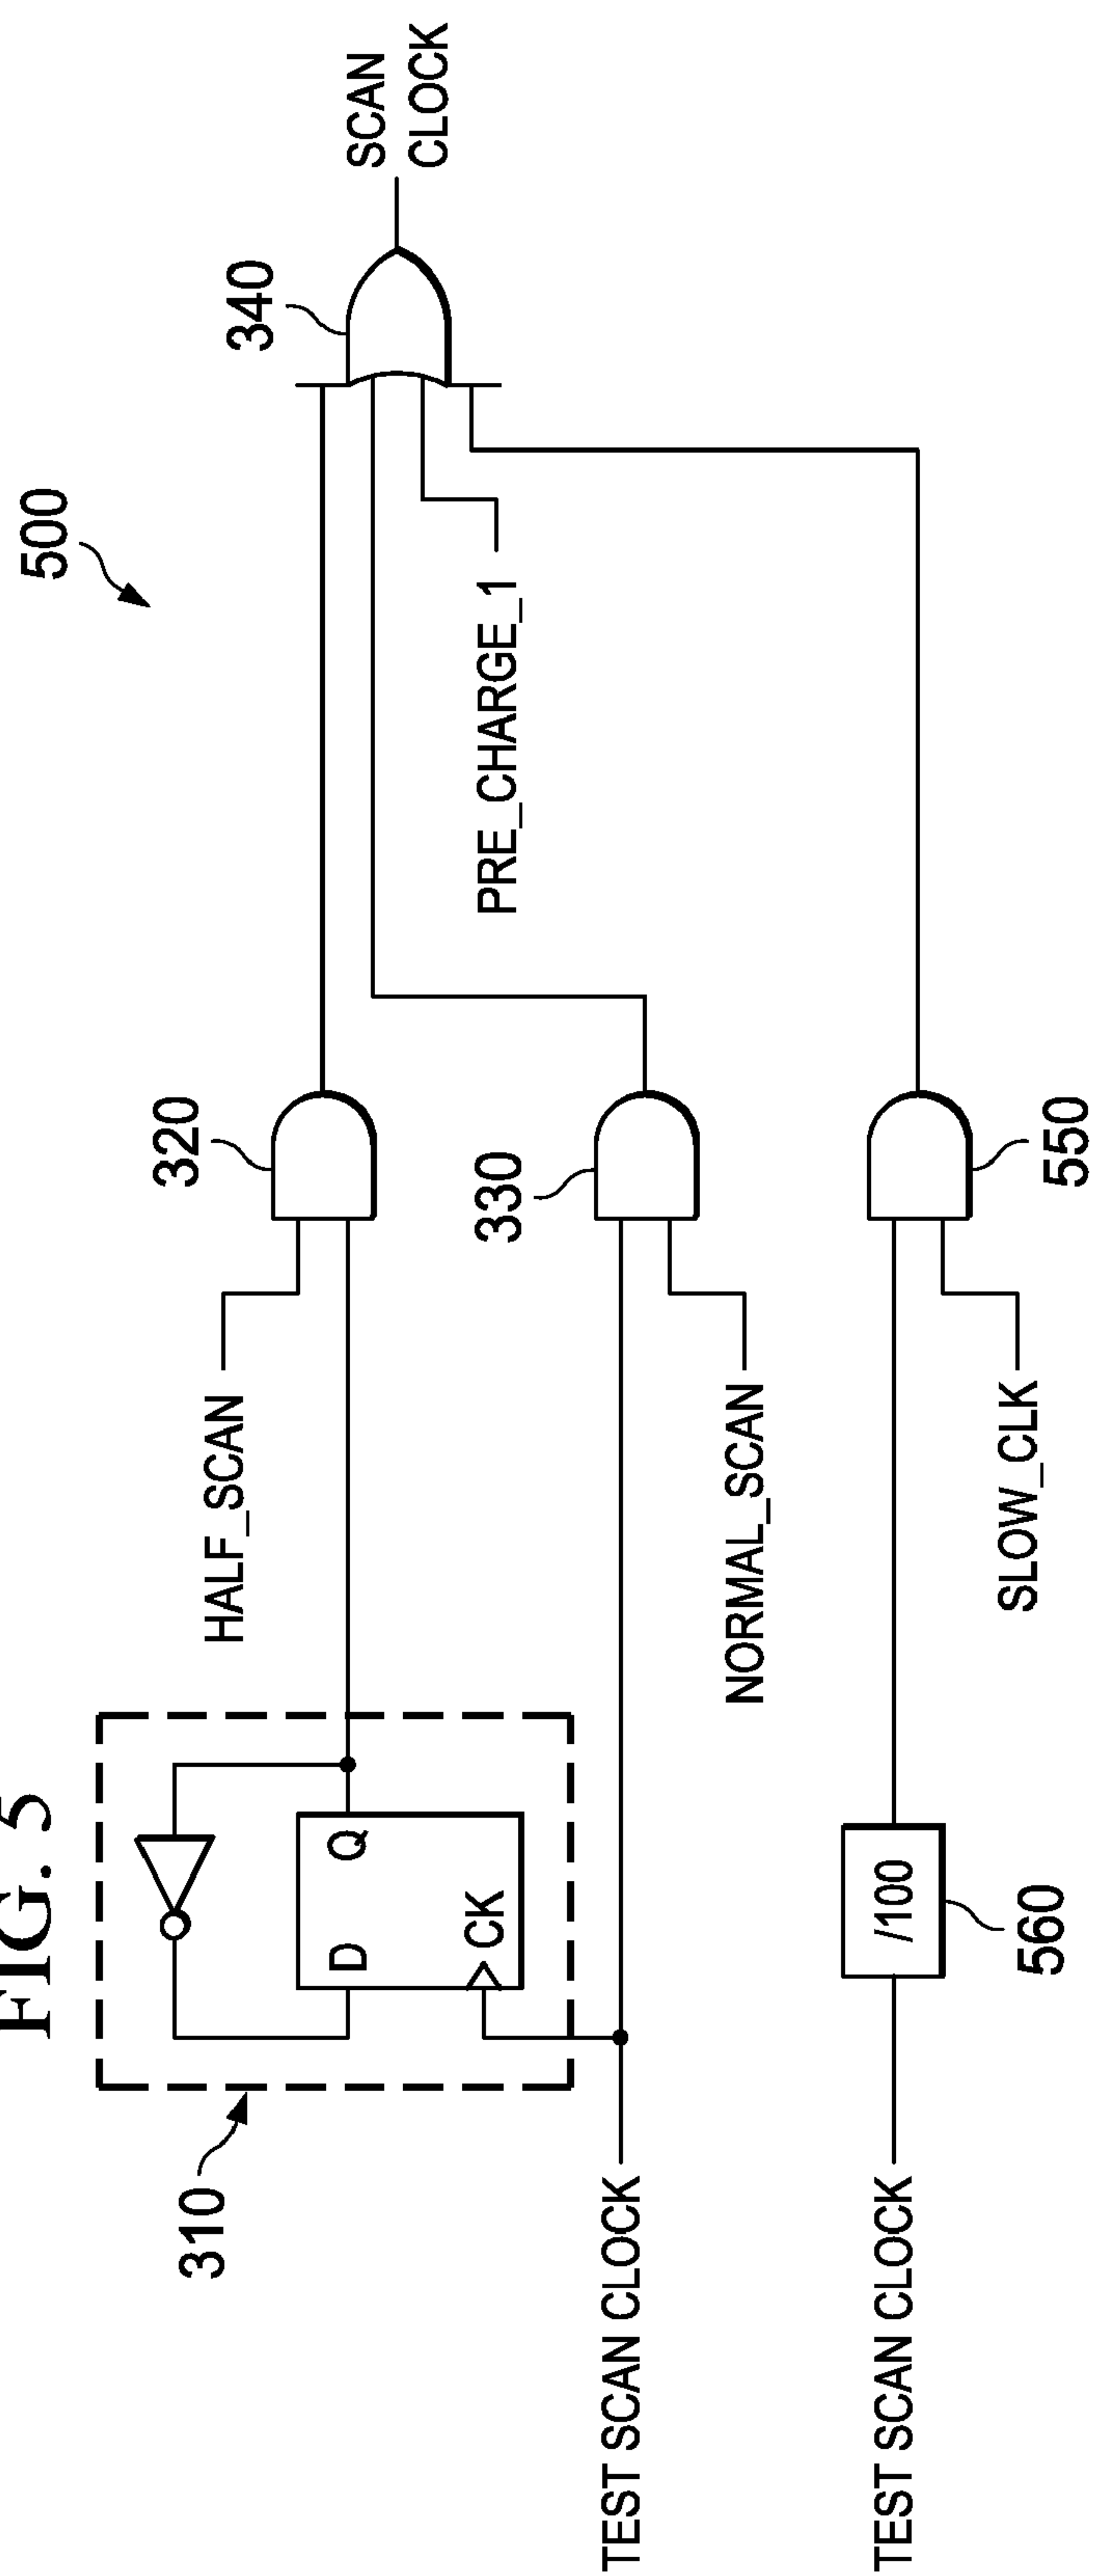 FIG. 5
500
310
D
Q
CK
HALF_SCAN
320
340
SCAN
CLOCK
PRE_CHARGE_1
330
TEST SCAN CLOCK
NORMAL_SCAN
TEST SCAN CLOCK
/100
560
SLOW_CLK
550